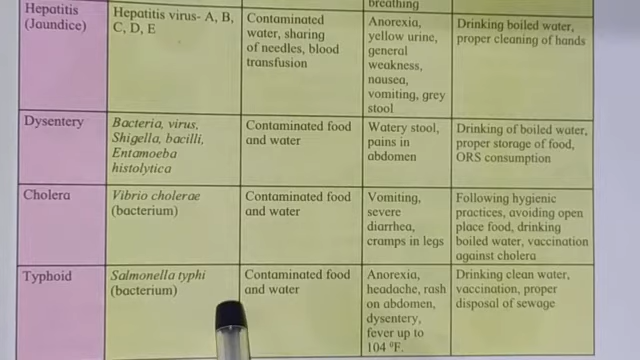 breathing
Hepatitis
(Jaundice)
Hepatitis virus- A, B,
C, D, E
Contaminated
water, sharing
of needles, blood
transfusion
Anorexia,
yellow urine,
general
weakness,
nausea,
vomiting, grey
stool
Drinking boiled water,
proper cleaning of hands
Dysentery
Bacteria, virus,
Shigella, bacilli,
Entamoeba
histolytica
Contaminated food
and water
Watery stool,
pains in
abdomen
Drinking of boiled water,
proper storage of food,
ORS consumption
Cholera
Vibrio cholerae
(bacterium)
Contaminated food
and water
Vomiting,
severe
diarrhea,
cramps in legs
Following hygienic
practices, avoiding open
place food, drinking
boiled water, vaccination
against cholera
Typhoid
Salmonella typhi
(bacterium)
Contaminated food
and water
Anorexia,
headache, rash
on abdomen,
dysentery,
fever up to
104 ⁰F.
Drinking clean water,
vaccination, proper
disposal of sewage